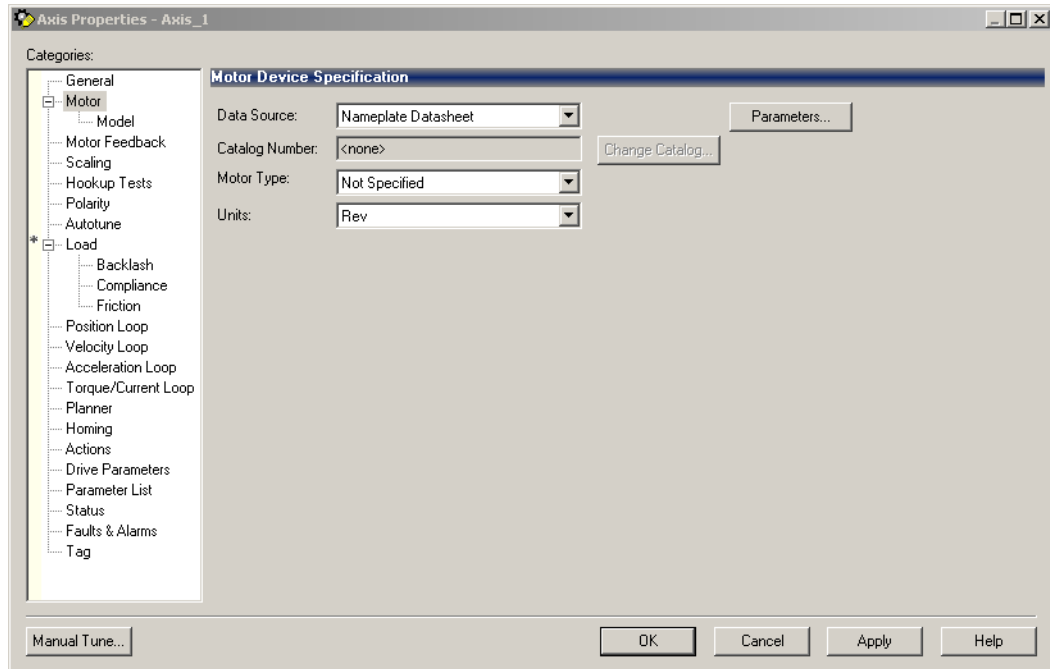 Axis Properties - Axis_1
Categories:
General
Motor
Model
Motor Feedback
Scaling
Hookup Tests
Polarity
Autotune
* Load
Backlash
Compliance
Friction
Position Loop
Velocity Loop
Acceleration Loop
Torque/Current Loop
Planner
Homing
Actions
Drive Parameters
Parameter List
Status
Faults & Alarms
Tag
Motor Device Specification
Data Source: Nameplate Datasheet Parameters...
Catalog Number: <none> Change Catalog...
Motor Type: Not Specified
Units: Rev
Manual Tune... OK Cancel Apply Help